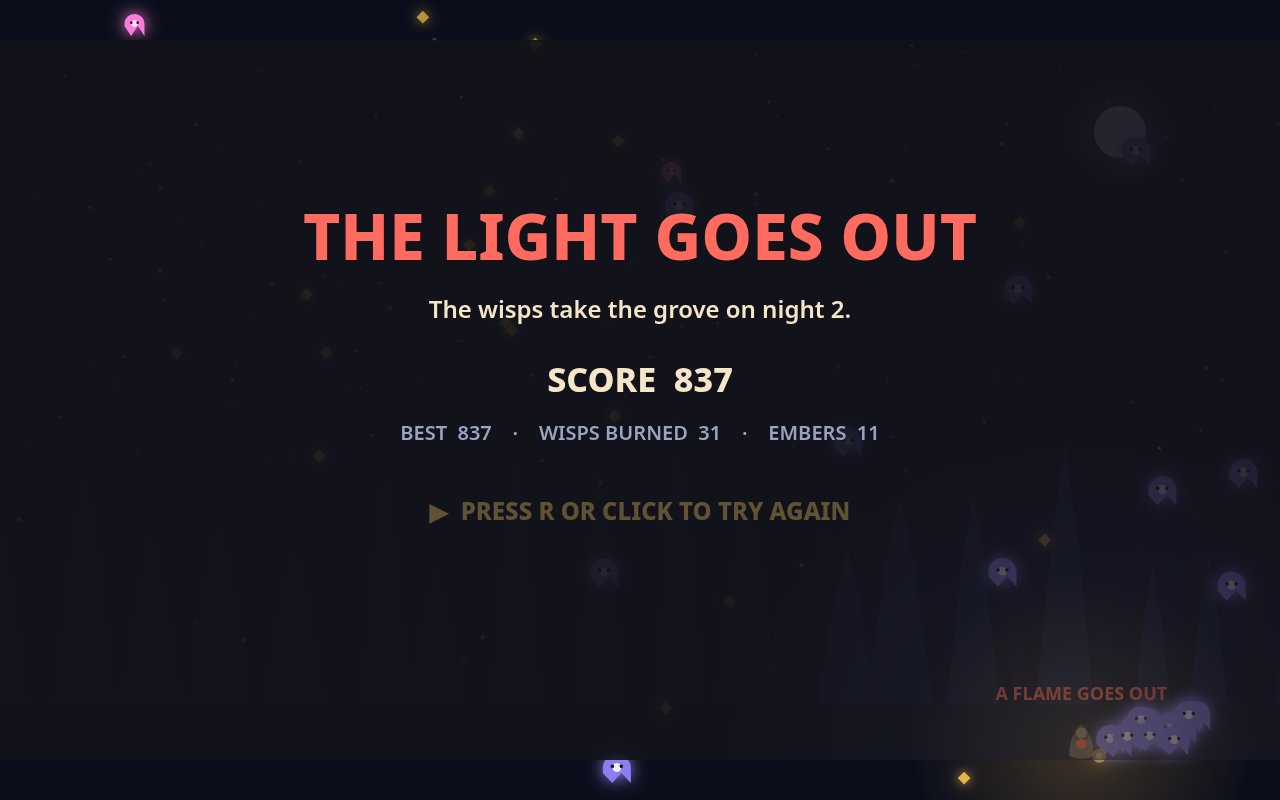 THE LIGHT GOES OUT
The wisps take the grove on night 2.
SCORE 837
BEST 837 · WISPS BURNED 31 · EMBERS 11
▶ PRESS R OR CLICK TO TRY AGAIN
A FLAME GOES OUT